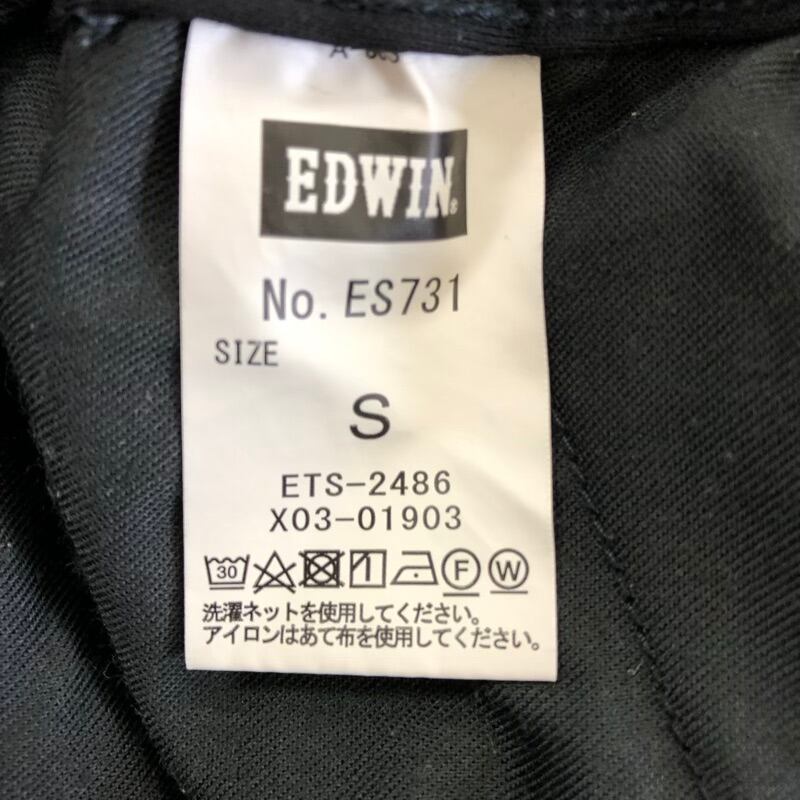 EDWIN®
No. ES731
SIZE
S
ETS-2486
X03-01903
30 F W
洗濯ネットを使用してください。
アイロンはあて布を使用してください。